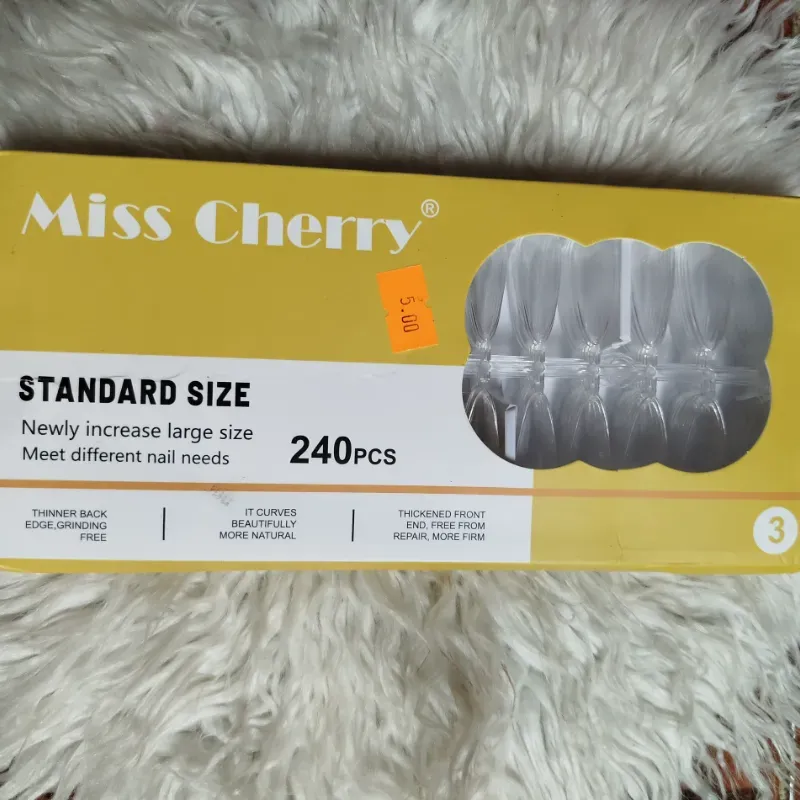 Miss Cherry®
5.00
STANDARD SIZE
Newly increase large size
Meet different nail needs
240PCS
THINNER BACK
EDGE,GRINDING
FREE
IT CURVES
BEAUTIFULLY
MORE NATURAL
THICKENED FRONT
END, FREE FROM
REPAIR, MORE FIRM
3